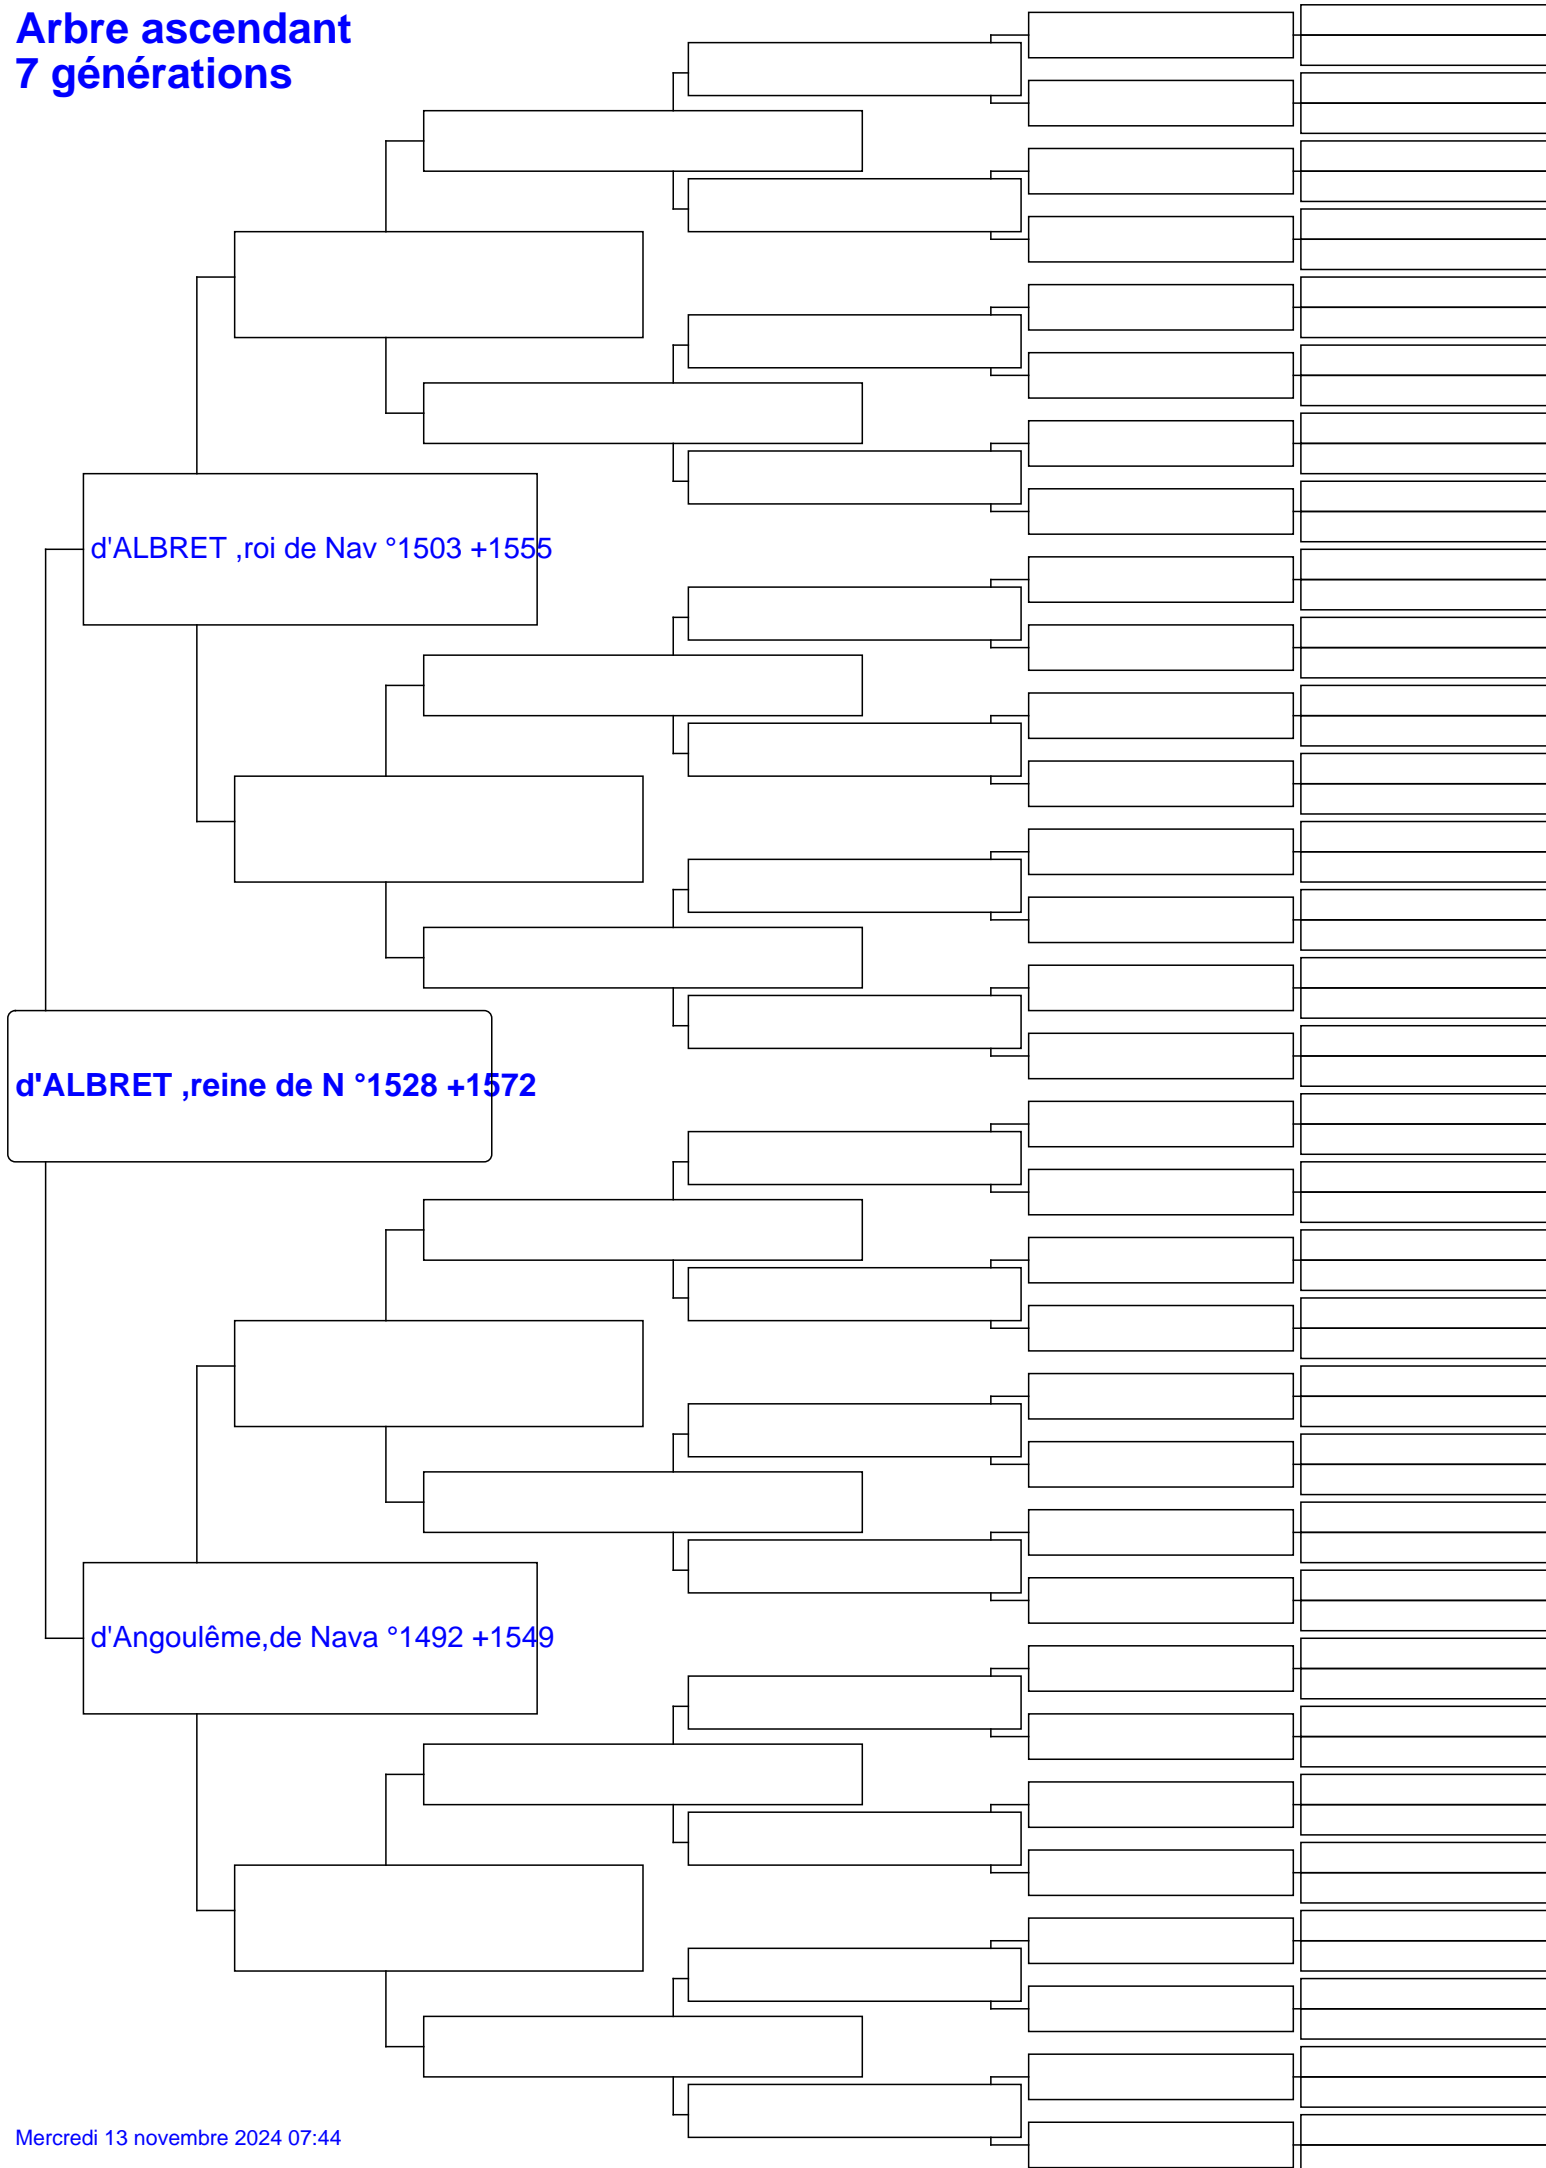 Arbre ascendant
7 générations
d'ALBRET ,roi de Nav °1503 +1555
d'ALBRET ,reine de N °1528 +1572
d'Angoulême,de Nava °1492 +1549
Mercredi 13 novembre 2024 07:44